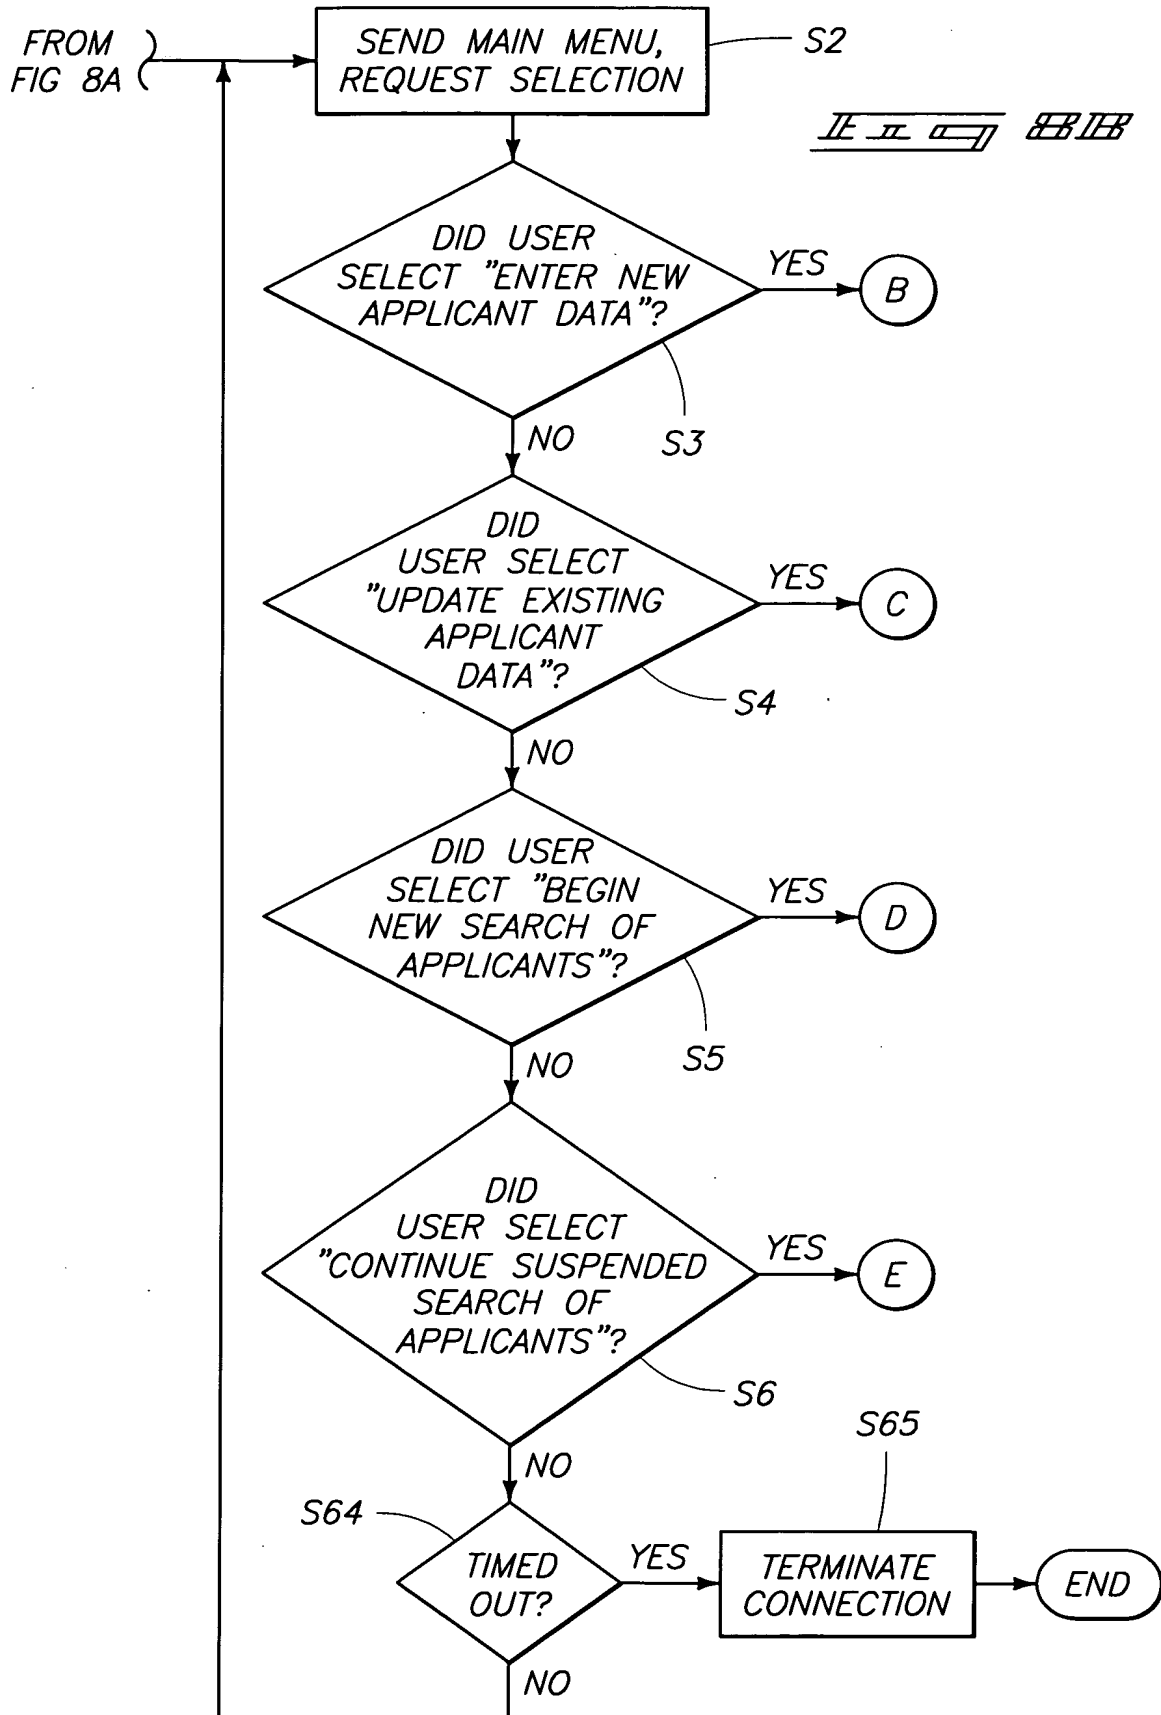 FROM
FIG 8A
SEND MAIN MENU,
REQUEST SELECTION
S2
Fig 8B
DID USER
SELECT "ENTER NEW
APPLICANT DATA"?
YES
B
S3
NO
DID
USER SELECT
"UPDATE EXISTING
APPLICANT
DATA"?
YES
C
S4
NO
DID USER
SELECT "BEGIN
NEW SEARCH OF
APPLICANTS"?
YES
D
S5
NO
DID
USER SELECT
"CONTINUE SUSPENDED
SEARCH OF
APPLICANTS"?
YES
E
S6
NO
S64
TIMED
OUT?
YES
S65
TERMINATE
CONNECTION
END
NO